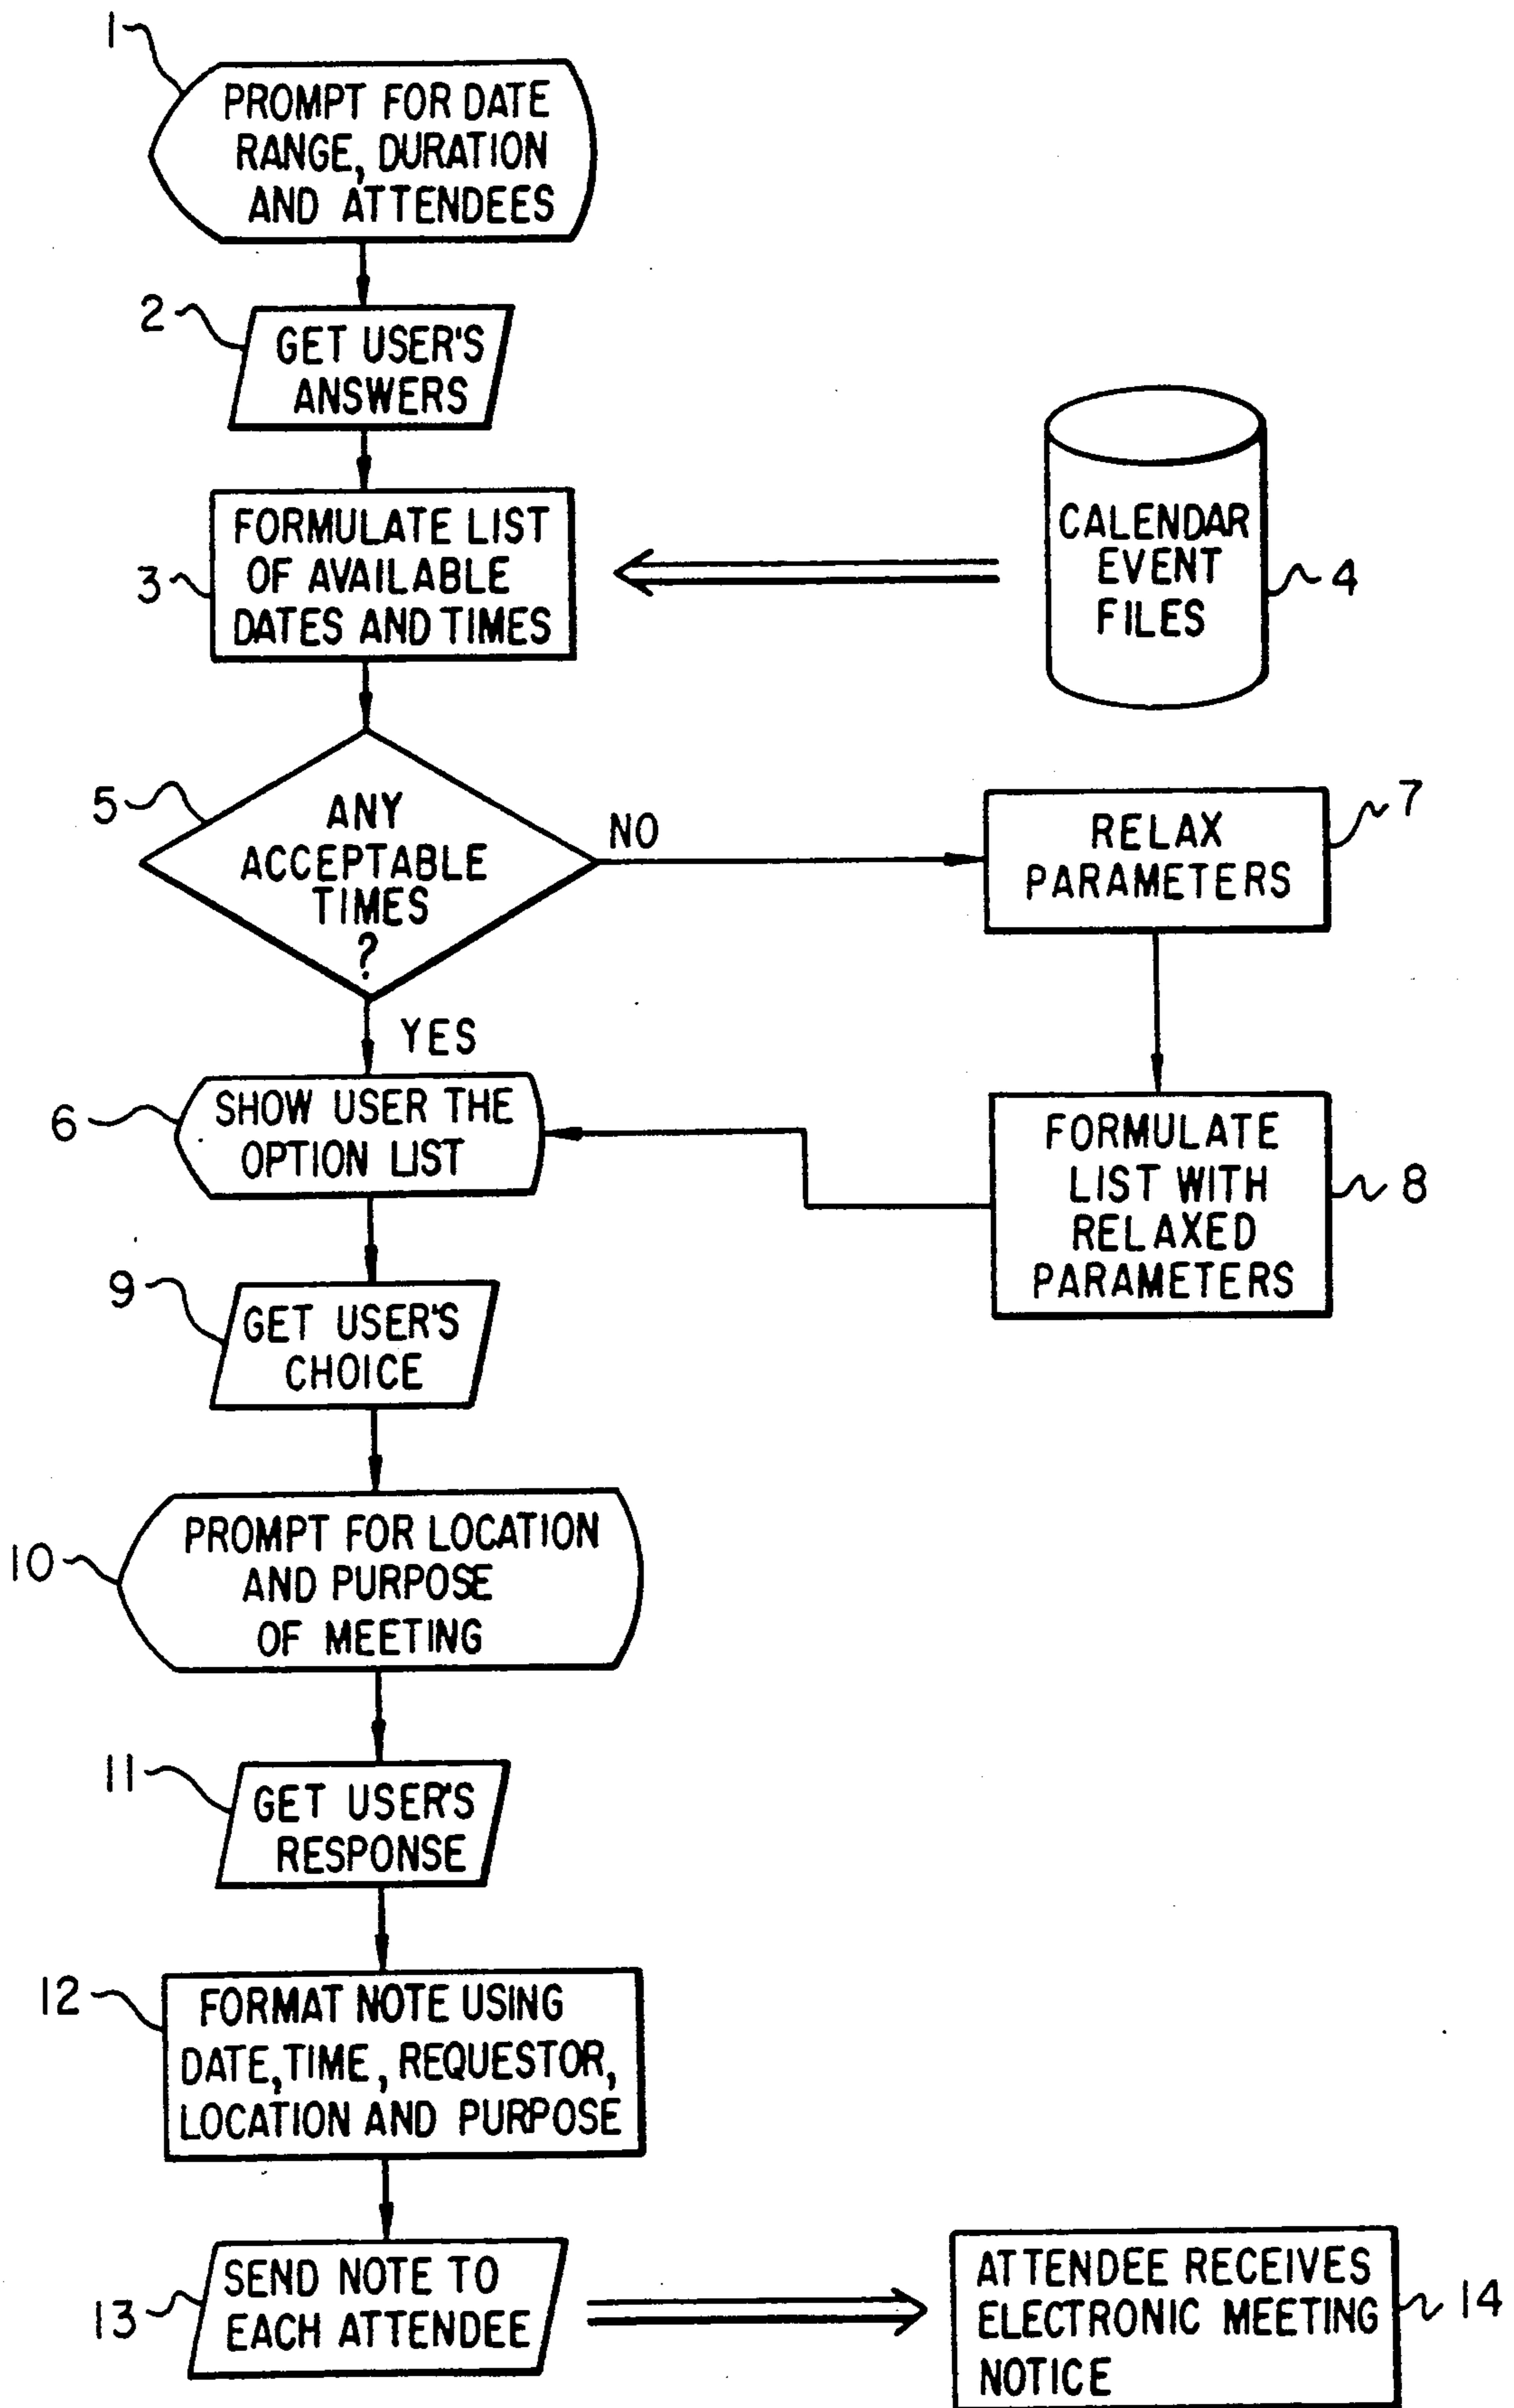 1
PROMPT FOR DATE
RANGE, DURATION
AND ATTENDEES
2
GET USER'S
ANSWERS
3
FORMULATE LIST
OF AVAILABLE
DATES AND TIMES
CALENDAR
EVENT
FILES
4
5
ANY
ACCEPTABLE
TIMES
?
NO
YES
RELAX
PARAMETERS
7
6
SHOW USER THE
OPTION LIST
FORMULATE
LIST WITH
RELAXED
PARAMETERS
8
9
GET USER'S
CHOICE
10
PROMPT FOR LOCATION
AND PURPOSE
OF MEETING
11
GET USER'S
RESPONSE
12
FORMAT NOTE USING
DATE, TIME, REQUESTOR,
LOCATION AND PURPOSE
13
SEND NOTE TO
EACH ATTENDEE
ATTENDEE RECEIVES
ELECTRONIC MEETING
NOTICE
14